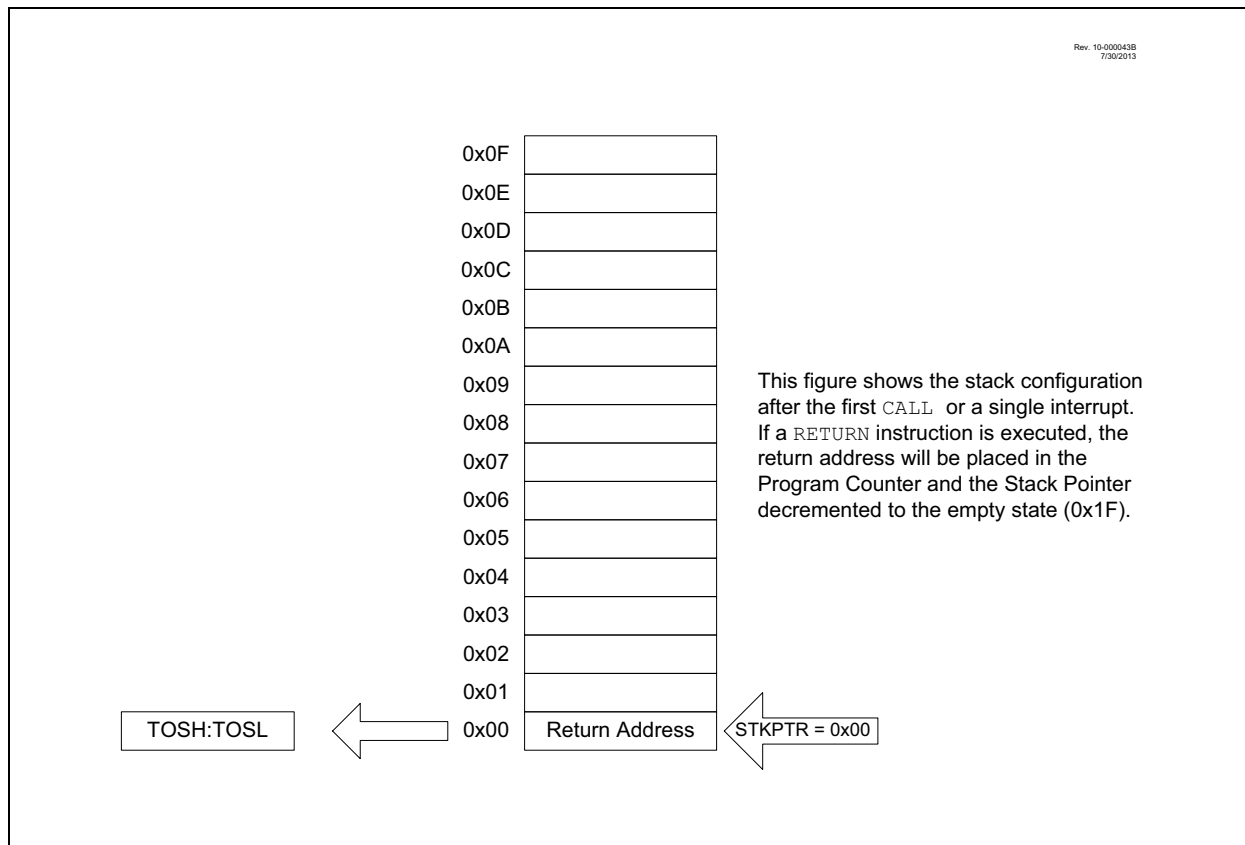 Rev. 10-000043B
7/30/2013
0x0F
0x0E
0x0D
0x0C
0x0B
0x0A
0x09
This figure shows the stack configuration
after the first CALL or a single interrupt.
If a RETURN instruction is executed, the
return address will be placed in the
Program Counter and the Stack Pointer
decremented to the empty state (0x1F).
0x08
0x07
0x06
0x05
0x04
0x03
0x02
0x01
TOSH:TOSL
0x00
Return Address
STKPTR = 0x00